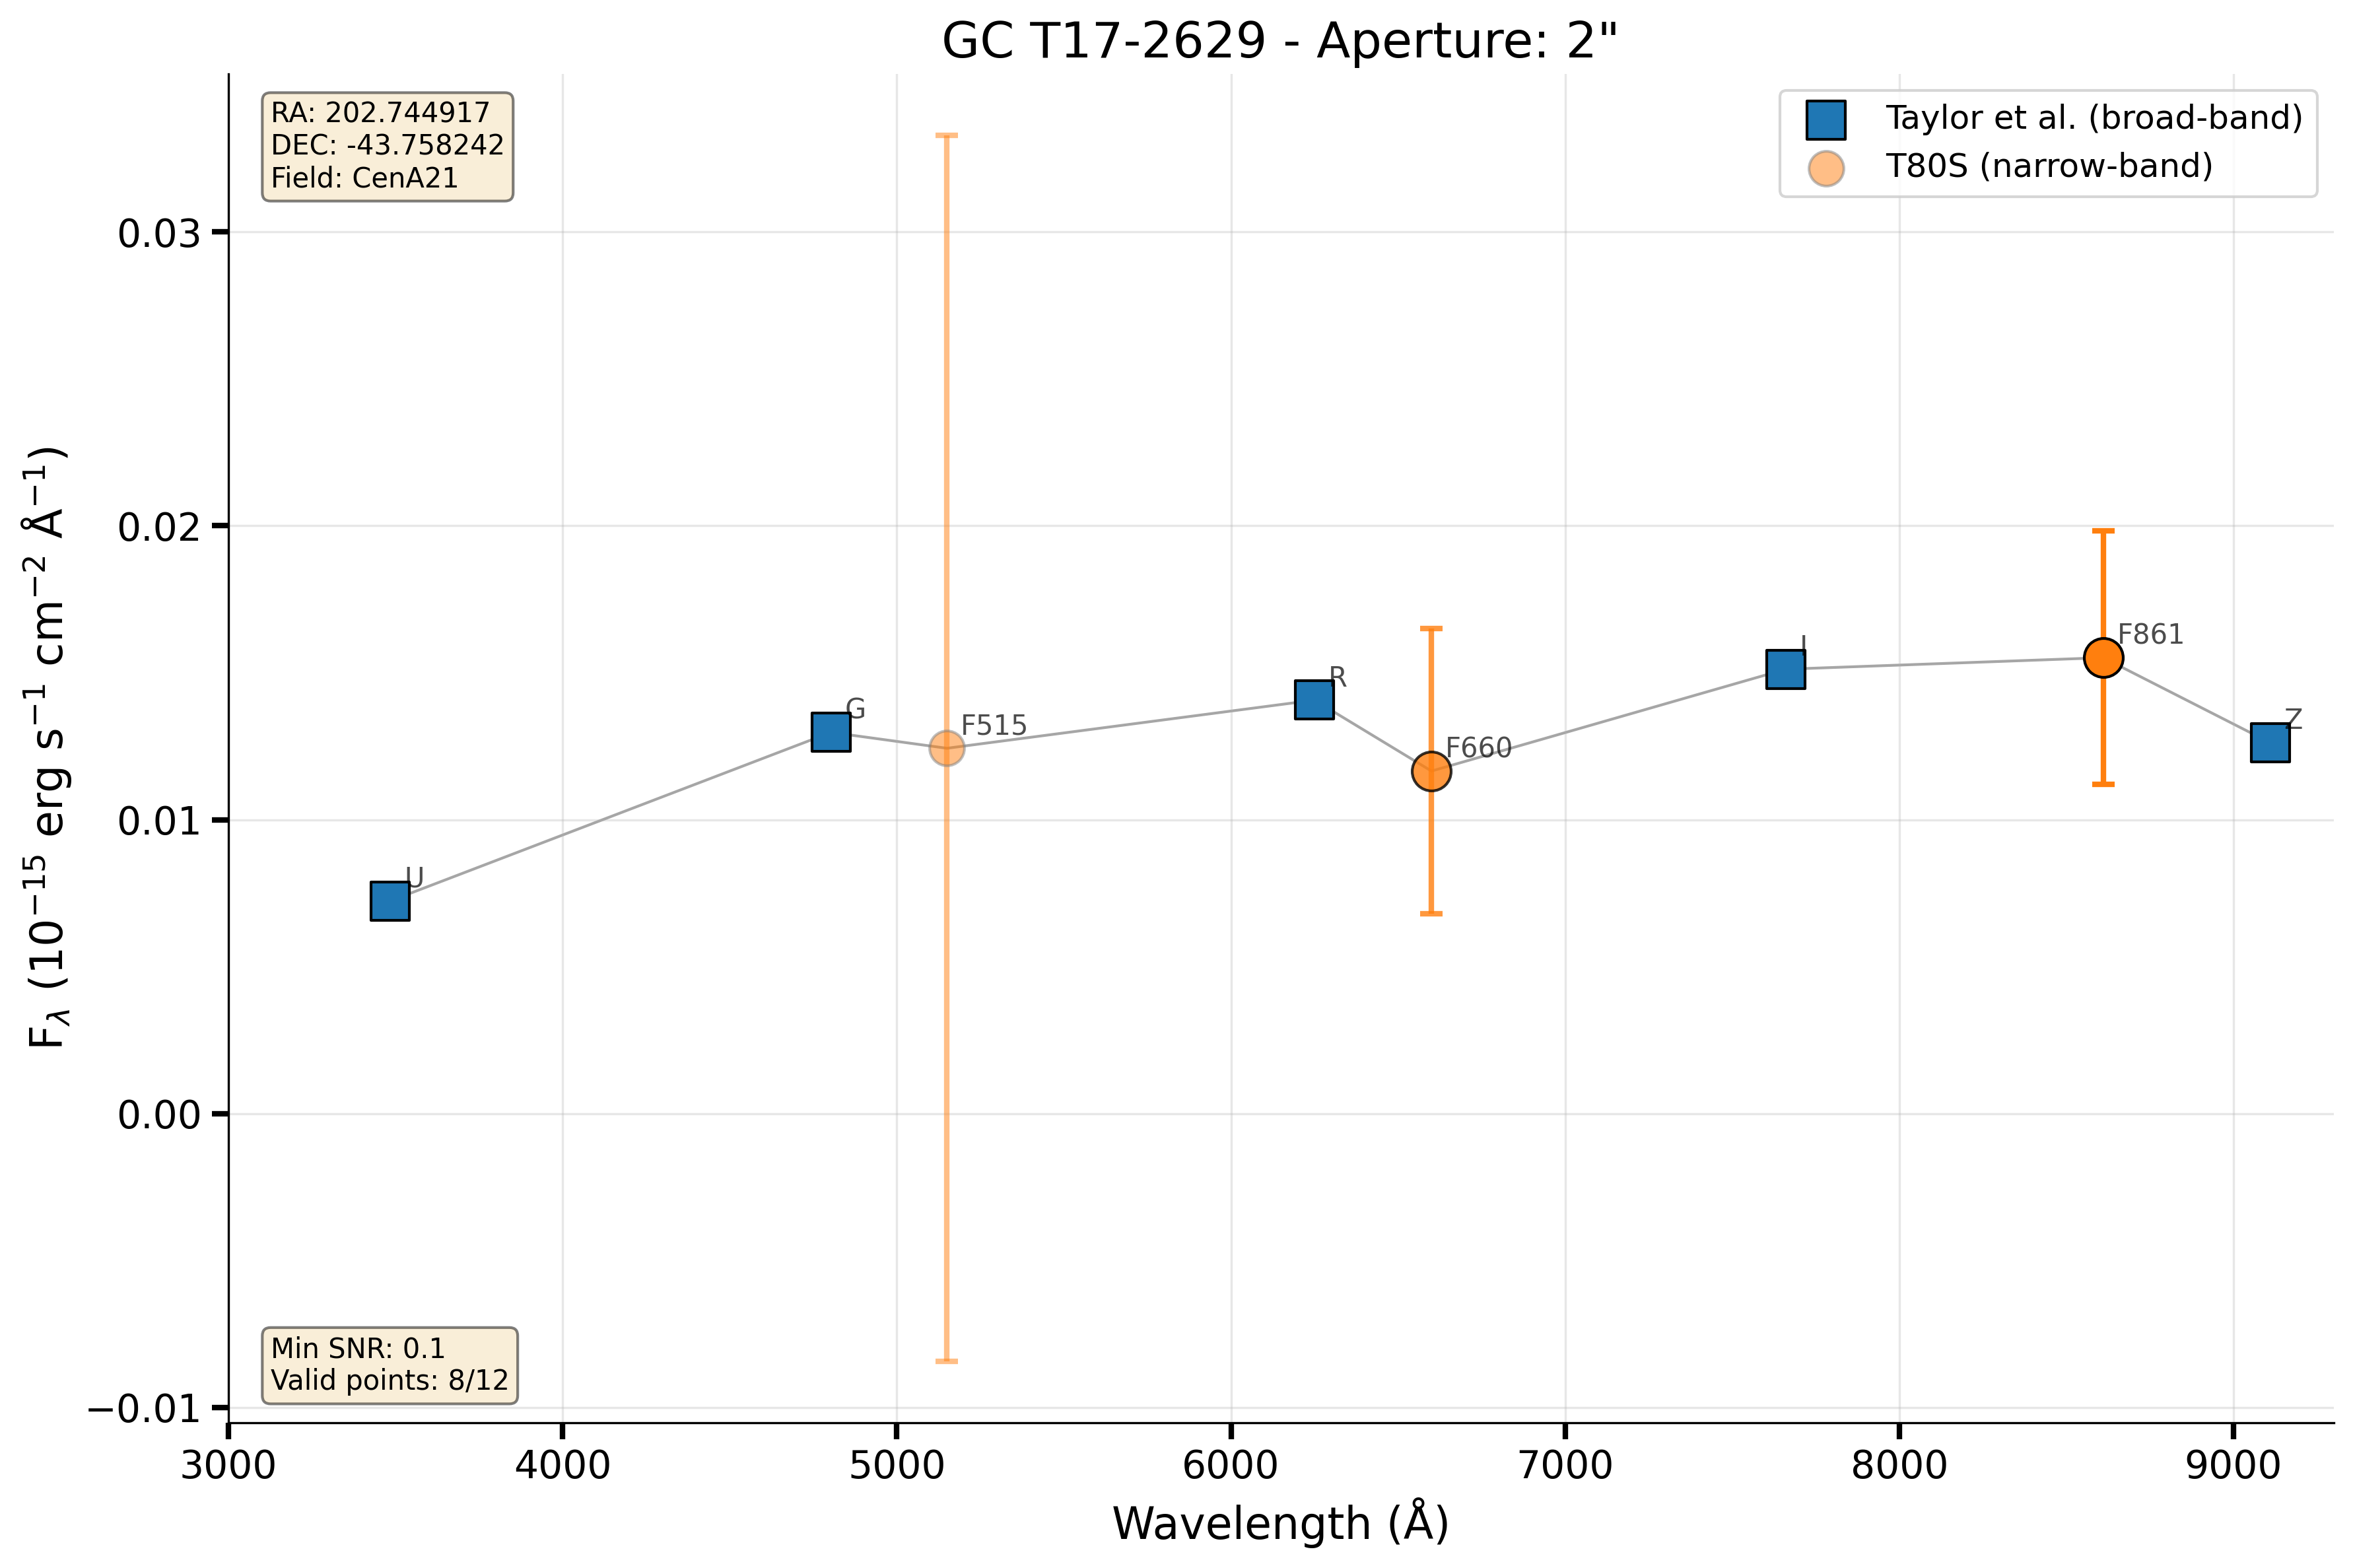 GC T17-2629 - Aperture: 2"
RA: 202.744917
DEC: -43.758242
Field: CenA21
Taylor et al. (broad-band)
T80S (narrow-band)
F_λ (10⁻¹⁵ erg s⁻¹ cm⁻² Å⁻¹)
0.03
0.02
0.01
0.00
−0.01
U
G
F515
R
F660
I
F861
Z
Min SNR: 0.1
Valid points: 8/12
3000 4000 5000 6000 7000 8000 9000
Wavelength (Å)